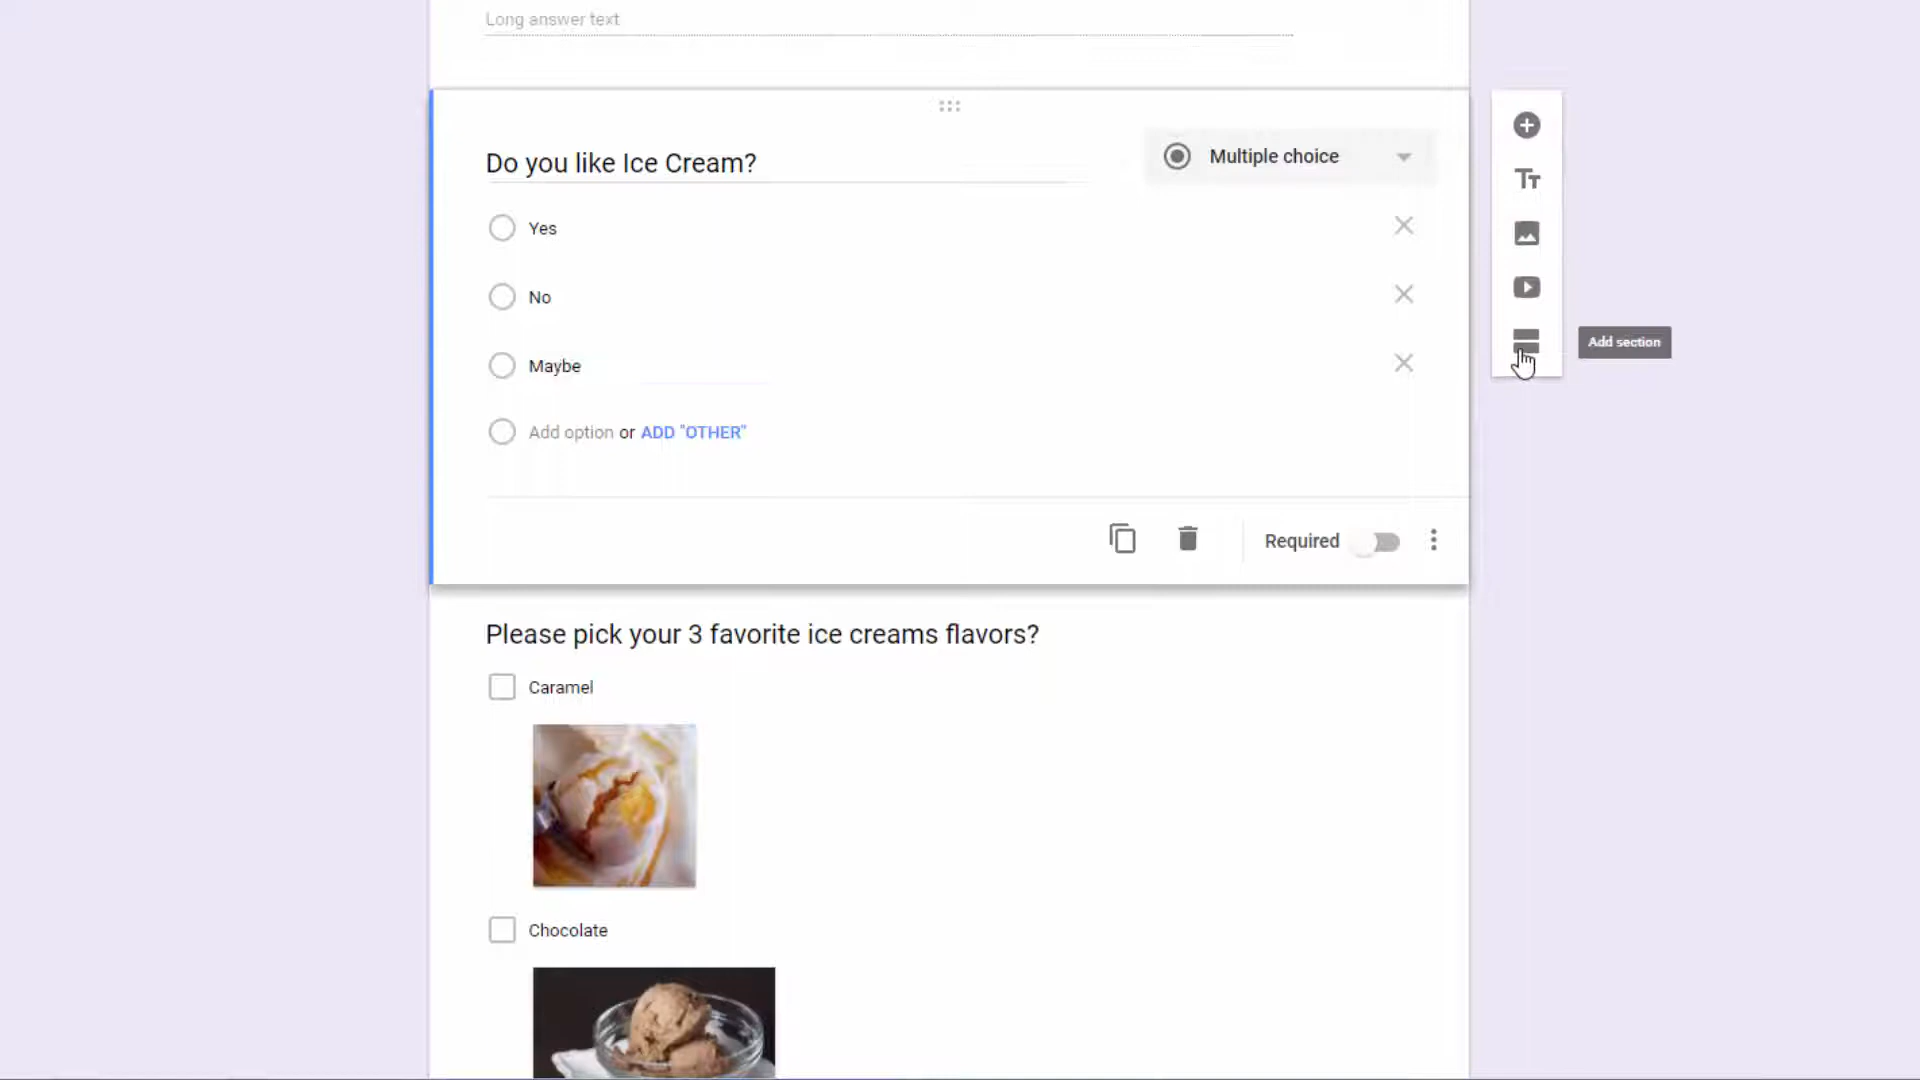 Long answer text
Do you like Ice Cream?
Multiple choice
Yes
No
Add section
Maybe
Add option or ADD "OTHER"
Required
Please pick your 3 favorite ice creams flavors?
Caramel
Chocolate